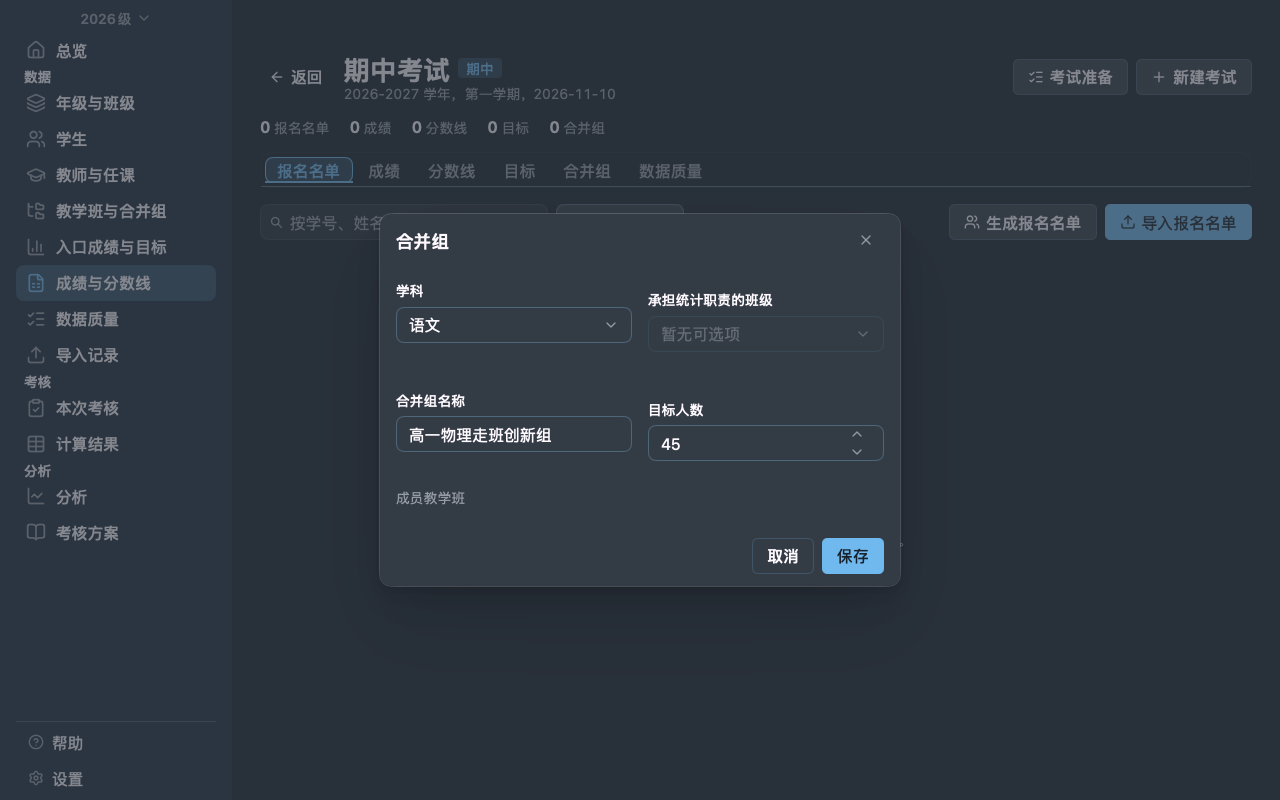 2026级
总览
数据
年级与班级
学生
教师与任课
教学班与合并组
入口成绩与目标
成绩与分数线
数据质量
导入记录
考核
本次考核
计算结果
分析
分析
考核方案
帮助
设置
返回
期中考试 期中
2026-2027 学年，第一学期，2026-11-10
考试准备
新建考试
0 报名名单 0 成绩 0 分数线 0 目标 0 合并组
报名名单 成绩 分数线 目标 合并组 数据质量
按学号、姓名
生成报名名单
导入报名名单
合并组
学科
语文
承担统计职责的班级
暂无可选项
合并组名称
高一物理走班创新组
目标人数
45
成员教学班
取消 保存